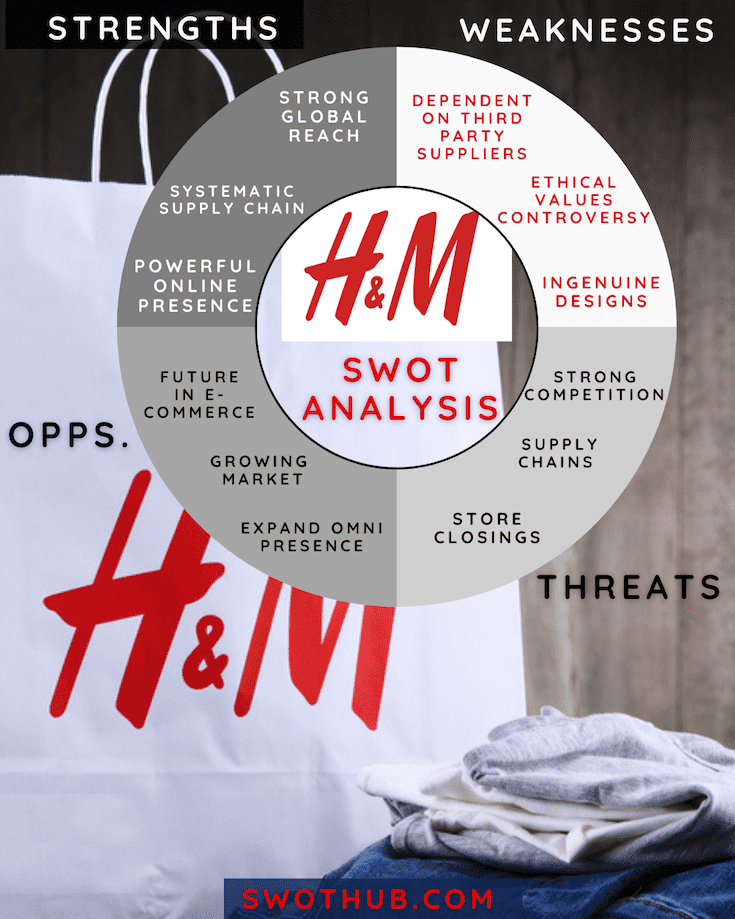 STRENGTHS
WEAKNESSES
STRONG
GLOBAL
REACH
SYSTEMATIC
SUPPLY CHAIN
POWERFUL
ONLINE
PRESENCE
DEPENDENT
ON THIRD
PARTY
SUPPLIERS
ETHICAL
VALUES
CONTROVERSY
INGENUINE
DESIGNS
H&M
SWOT
ANALYSIS
OPPS.
FUTURE
IN E-
COMMERCE
GROWING
MARKET
EXPAND OMNI
PRESENCE
STRONG
COMPETITION
SUPPLY
CHAINS
STORE
CLOSINGS
THREATS
H&M
SWOTHUB.COM